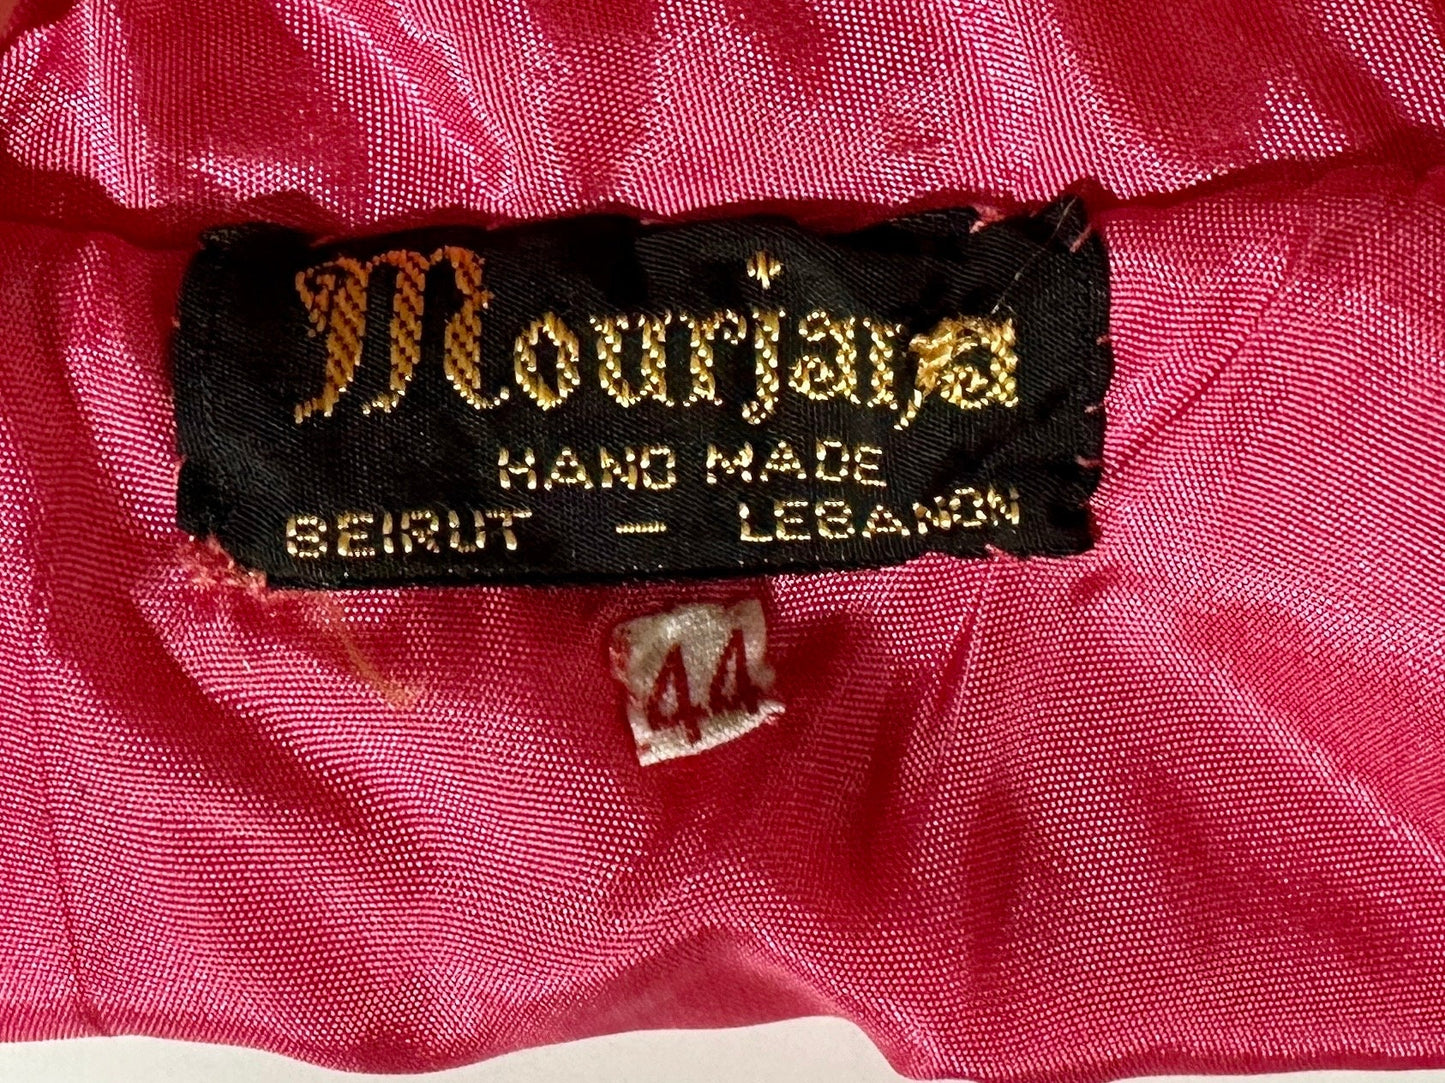 Mourjana
HAND MADE
BEIRUT — LEBANON
44